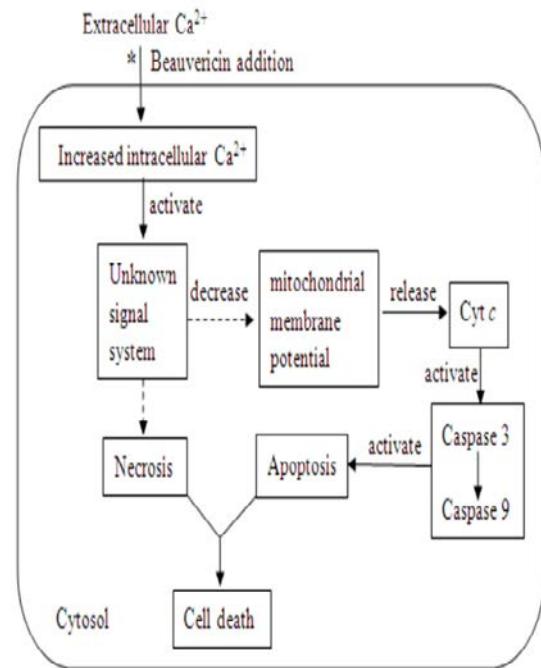 Extracellular Ca²⁺
* Beauvericin addition
Increased intracellular Ca²⁺
activate
Unknown
signal
system
decrease
mitochondrial
membrane
potential
release
Cyt c
activate
Caspase 3
Caspase 9
activate
Apoptosis
Necrosis
Cell death
Cytosol